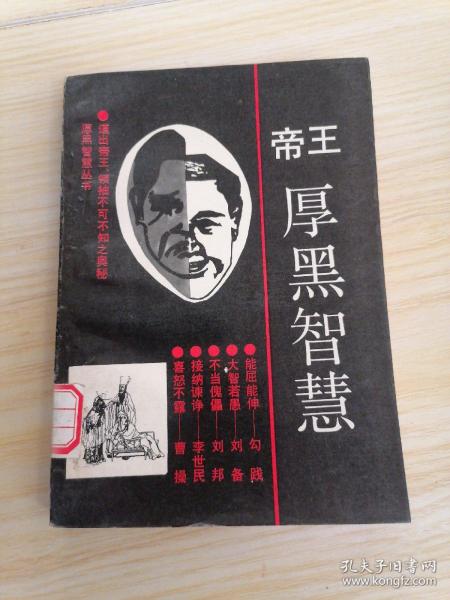 帝王
厚黑智慧
●道出帝王、领袖不可不知之奥秘
厚黑智慧丛书
●能屈能伸——勾践
●大智若愚——刘备
●不当傀儡——刘邦
●接纳谏诤——李世民
●喜怒不露——曹操
孔夫子旧书网
www.kongfz.com